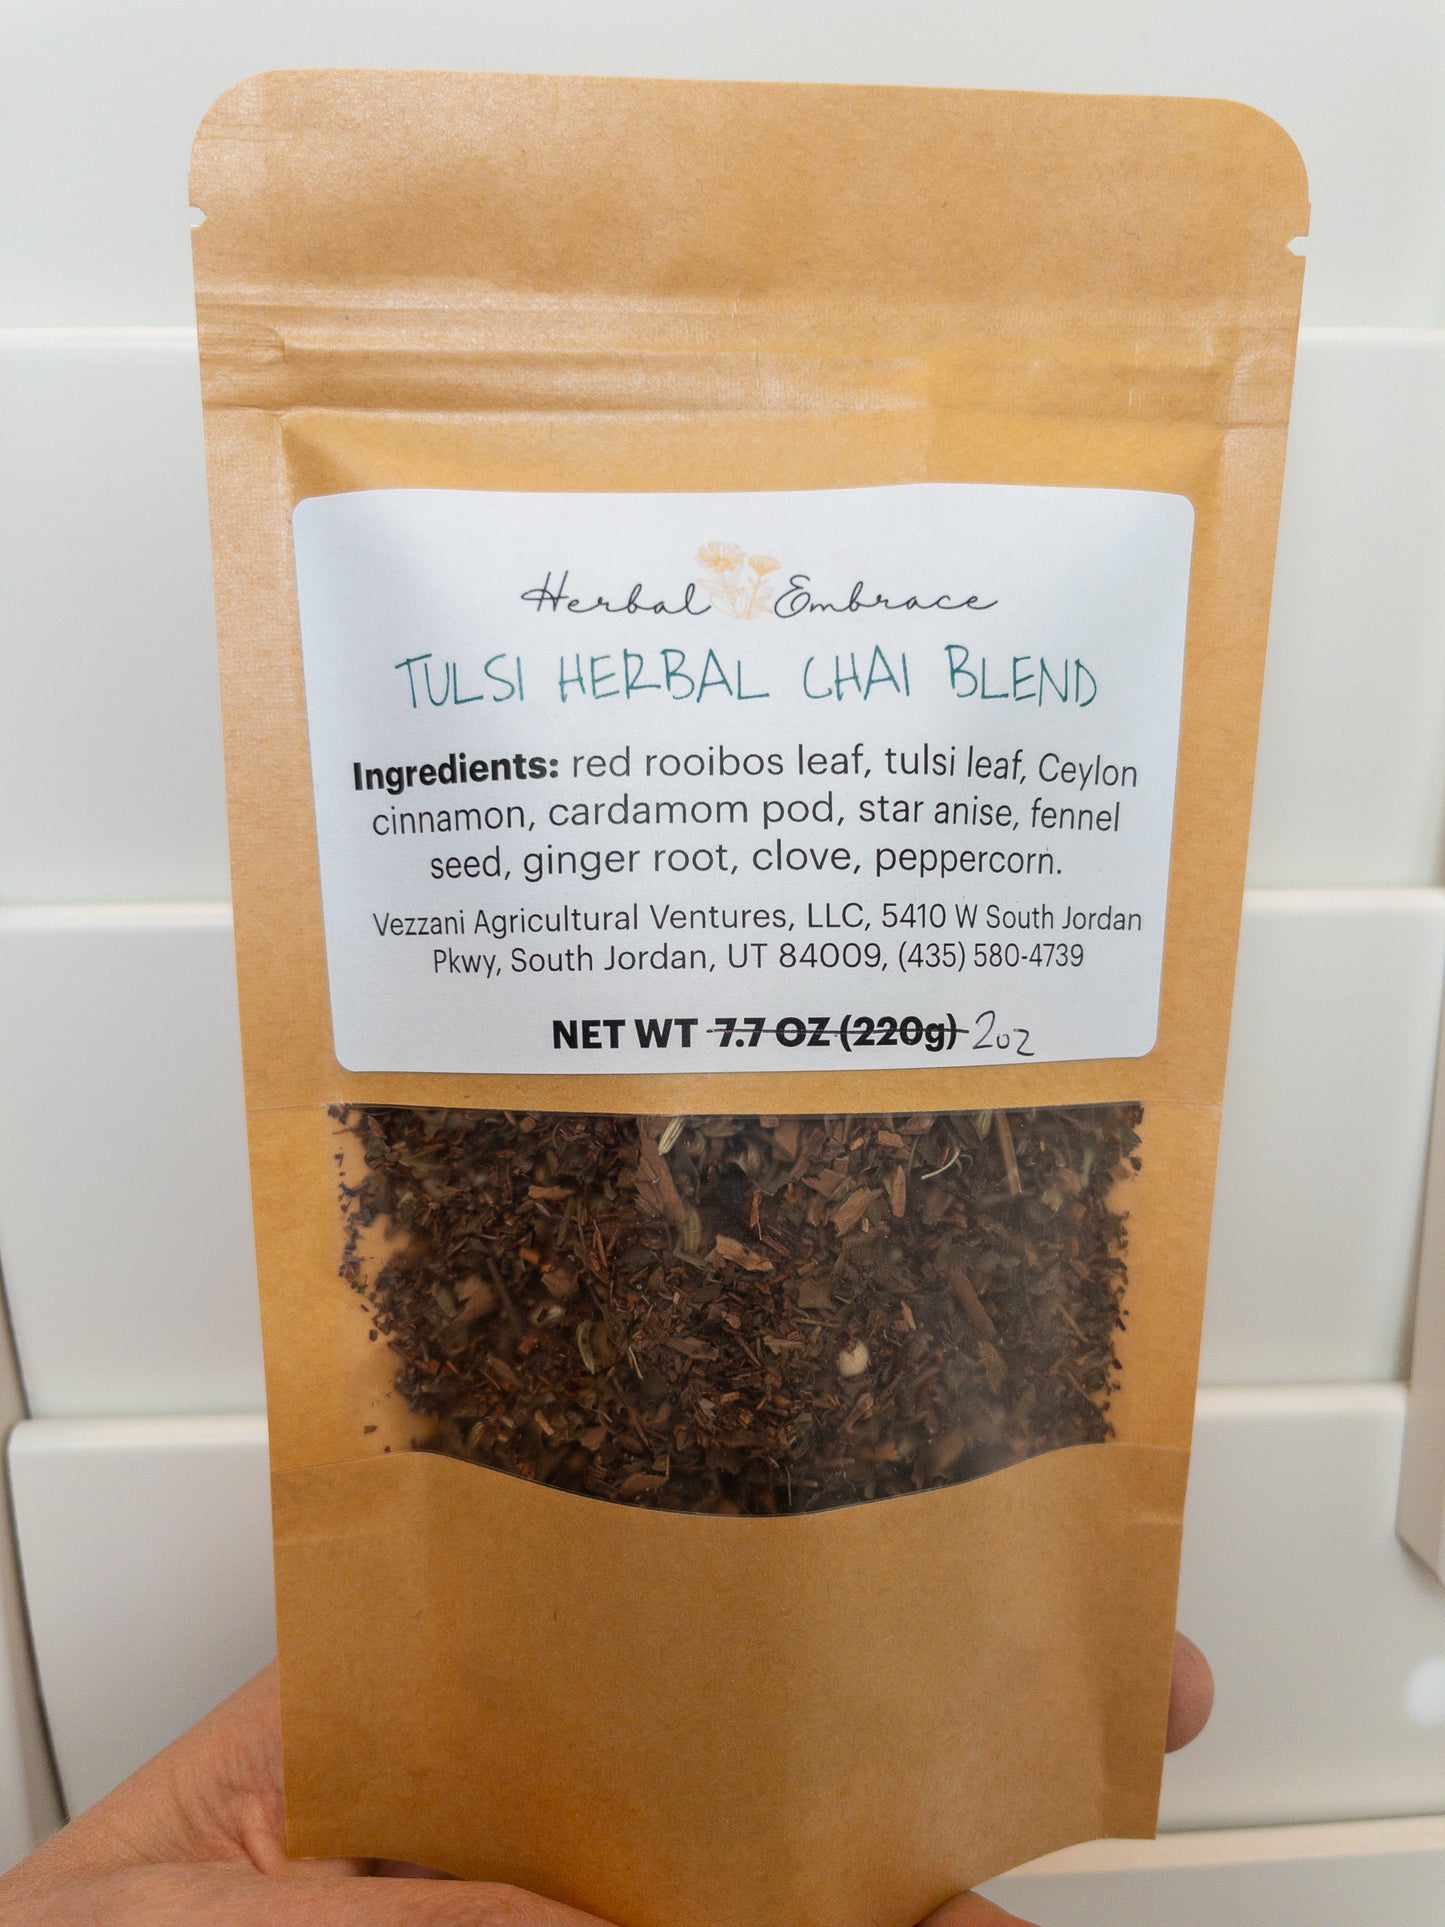 Herbal Embrace
TULSI HERBAL CHAI BLEND
Ingredients: red rooibos leaf, tulsi leaf, Ceylon
cinnamon, cardamom pod, star anise, fennel
seed, ginger root, clove, peppercorn.
Vezzani Agricultural Ventures, LLC, 5410 W South Jordan
Pkwy, South Jordan, UT 84009, (435) 580-4739
NET WT 7.7 OZ (220g) 2oz